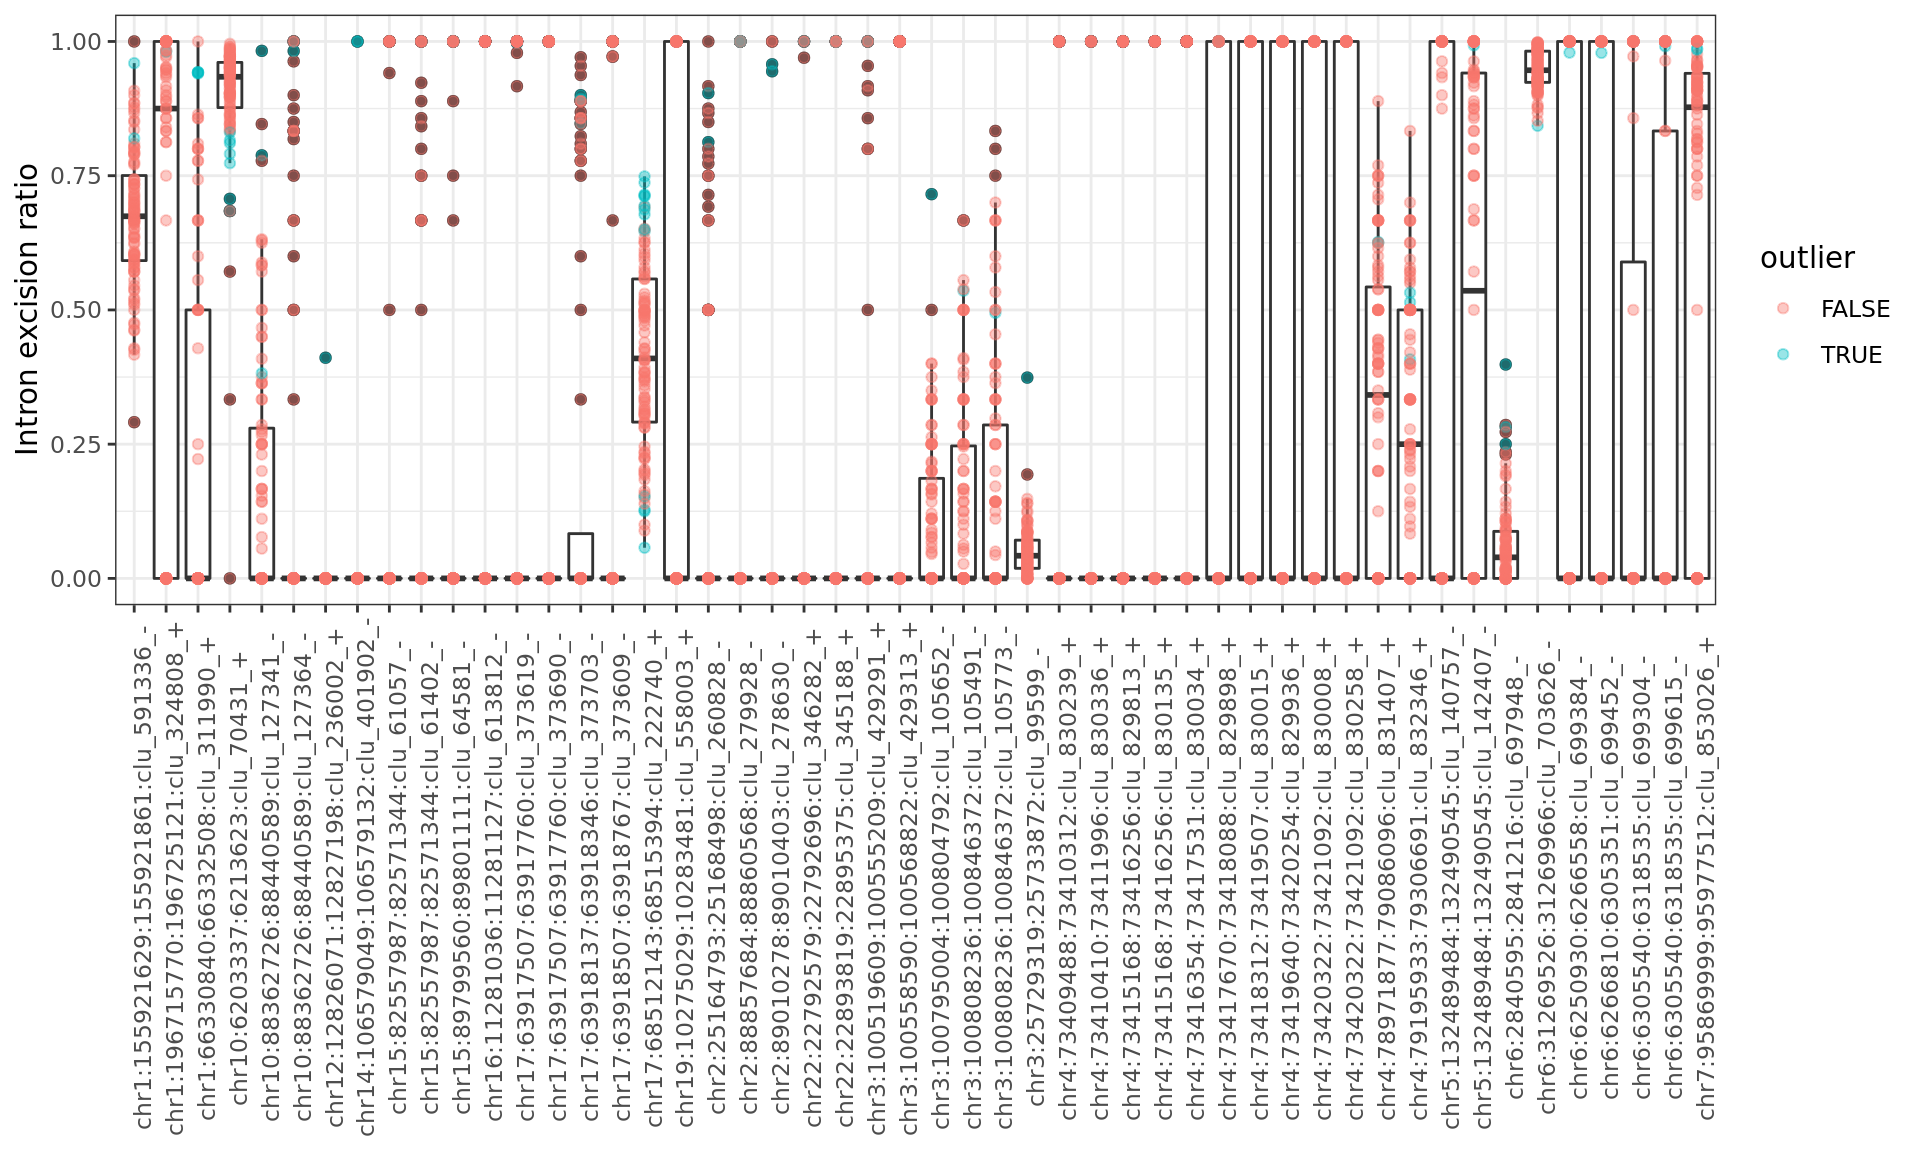 Intron excision ratio
1.00
0.75
0.50
0.25
0.00
chr1:155921629:155921861:clu_591336_-
chr1:196715770:196725121:clu_324808_+
chr1:66330840:66332508:clu_311990_+
chr10:6203337:6213623:clu_70431_+
chr10:88362726:88440589:clu_127341_-
chr10:88362726:88440589:clu_127364_-
chr12:12826071:12827198:clu_236002_+
chr14:106579049:106579132:clu_401902_-
chr15:82557987:82571344:clu_61057_-
chr15:82557987:82571344:clu_61402_-
chr15:89799560:89801111:clu_64581_-
chr16:11281036:11281127:clu_613812_-
chr17:63917507:63917760:clu_373619_-
chr17:63917507:63917760:clu_373690_-
chr17:63918137:63918346:clu_373703_-
chr17:63918507:63918767:clu_373609_-
chr17:68512143:68515394:clu_222740_+
chr19:10275029:10283481:clu_558003_+
chr2:25164793:25168498:clu_260828_-
chr2:88857684:88860568:clu_279928_-
chr2:89010278:89010403:clu_278630_-
chr22:22792579:22792696:clu_346282_+
chr22:22893819:22895375:clu_345188_+
chr3:100519609:100555209:clu_429291_+
chr3:100555859:100568822:clu_429313_+
chr3:100795004:100804792:clu_105652_-
chr3:100808236:100846372:clu_105491_-
chr3:100808236:100846372:clu_105773_-
chr3:25729319:25733872:clu_99599_-
chr4:73409488:73410312:clu_830239_+
chr4:73410410:73411996:clu_830336_+
chr4:73415168:73416256:clu_829813_+
chr4:73415168:73416256:clu_830135_+
chr4:73416354:73417531:clu_830034_+
chr4:73417670:73418088:clu_829898_+
chr4:73418312:73419507:clu_830015_+
chr4:73419640:73420254:clu_829936_+
chr4:73420322:73421092:clu_830008_+
chr4:73420322:73421092:clu_830258_+
chr4:78971877:79086096:clu_831407_+
chr4:79195933:79306691:clu_832346_+
chr5:132489484:132490545:clu_140757_-
chr5:132489484:132490545:clu_142407_-
chr6:2840595:2841216:clu_697948_-
chr6:31269526:31269966:clu_703626_-
chr6:6250930:6266558:clu_699384_-
chr6:6266810:6305351:clu_699452_-
chr6:6305540:6318535:clu_699304_-
chr6:6305540:6318535:clu_699615_-
chr7:95869999:95977512:clu_853026_+
outlier
FALSE
TRUE